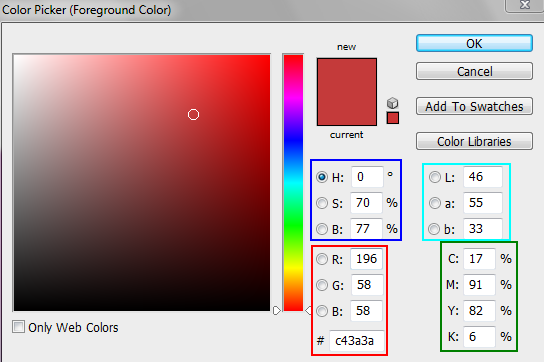 Color Picker (Foreground Color)
new
current
OK
Cancel
Add To Swatches
Color Libraries
H: 0 °
S: 70 %
B: 77 %
L: 46
a: 55
b: 33
R: 196
G: 58
B: 58
# c43a3a
C: 17 %
M: 91 %
Y: 82 %
K: 6 %
Only Web Colors